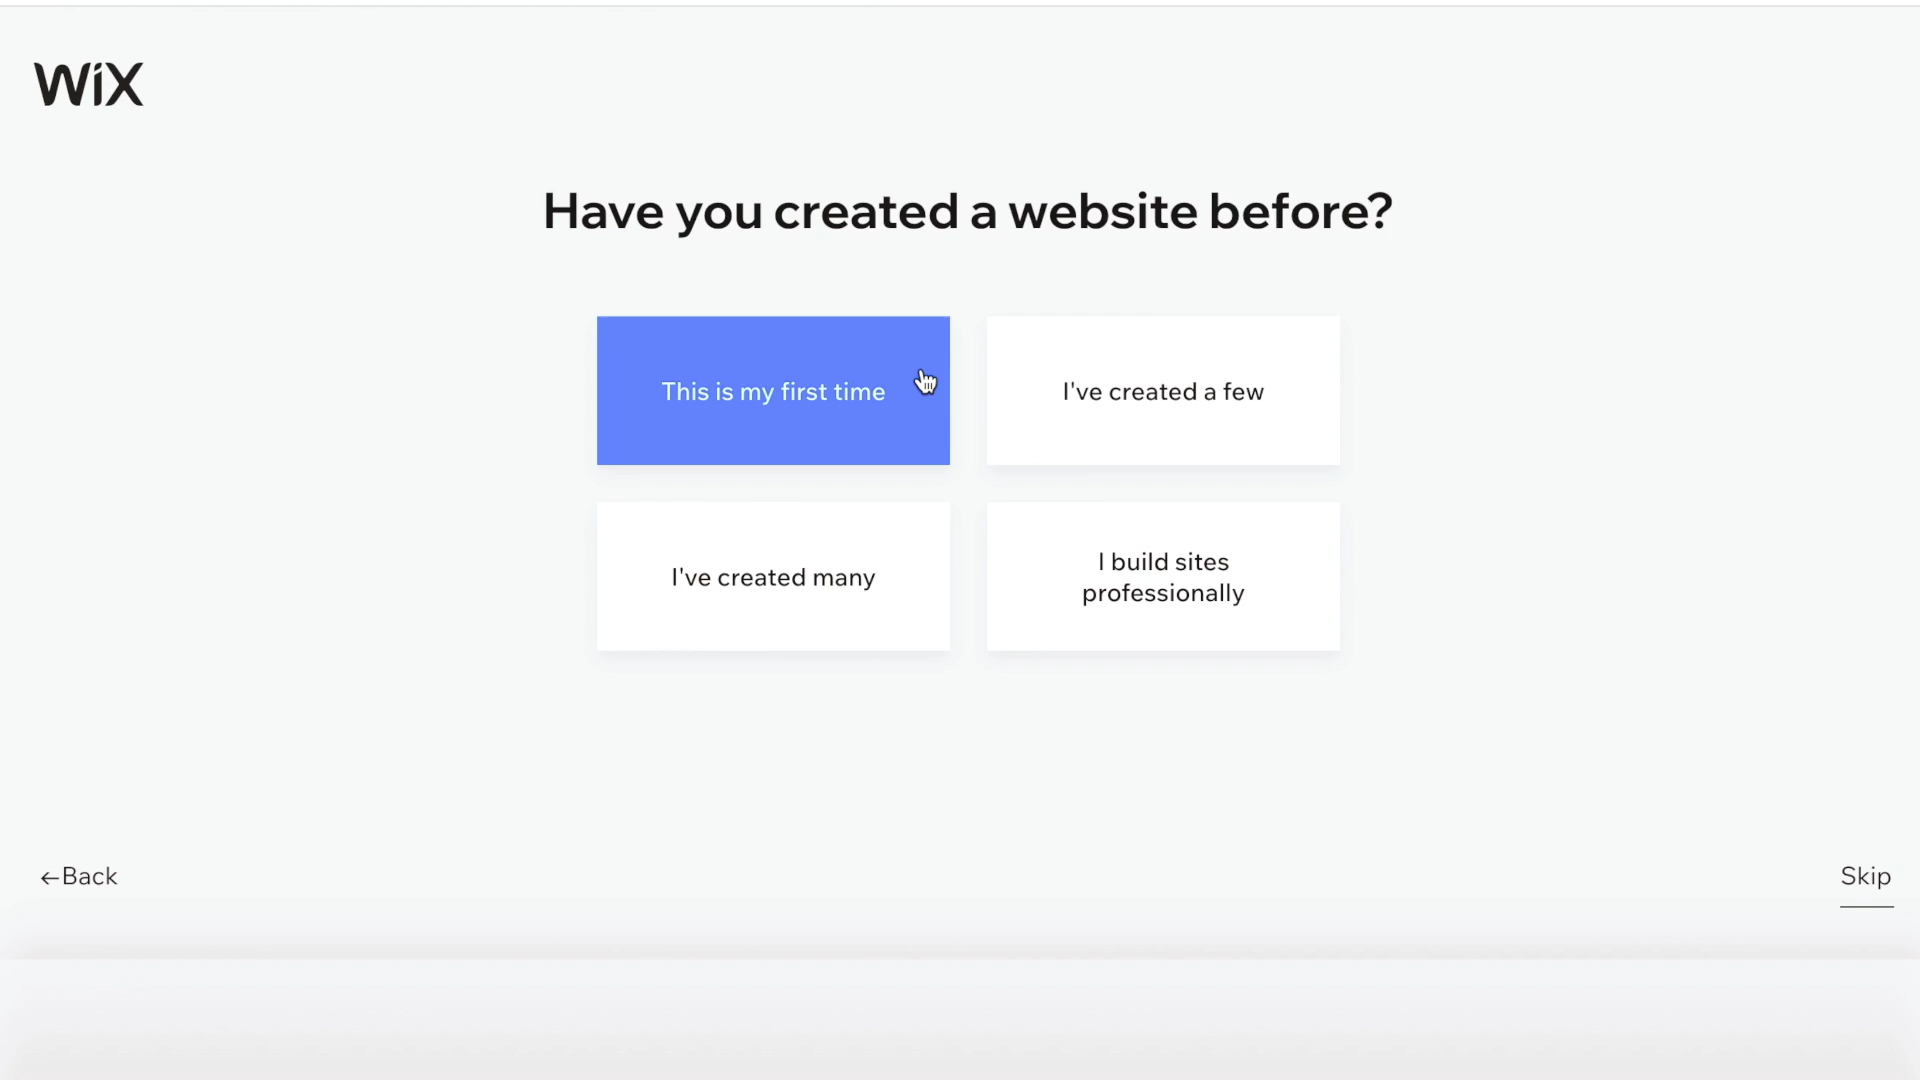 WiX
Have you created a website before?
This is my first time
I've created a few
I've created many
I build sites
professionally
←Back
Skip